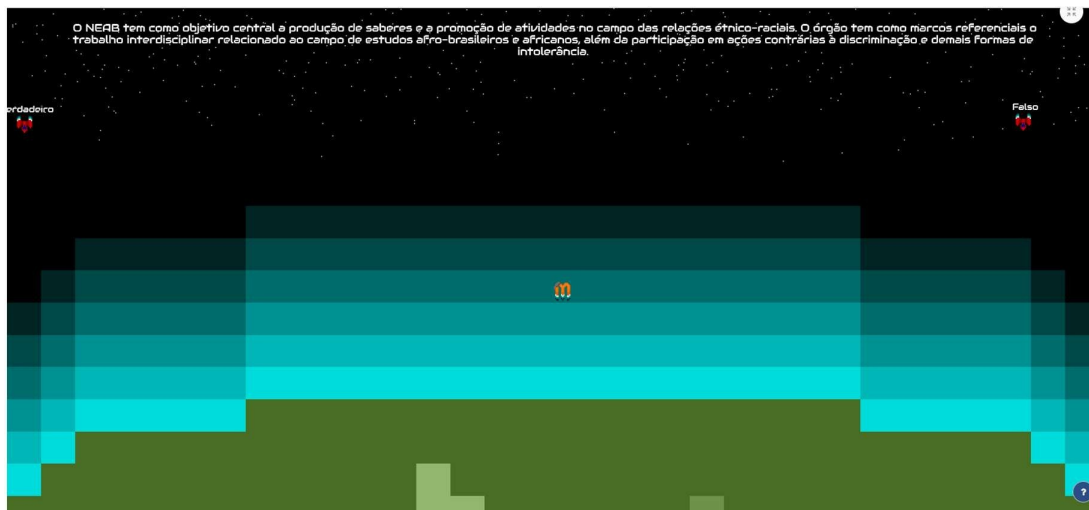 O NEAB tem como objetivo central a produção de saberes e a promoção de atividades no campo das relações étnico-raciais. O órgão tem como marcos referenciais o
trabalho interdisciplinar relacionado ao campo de estudos afro-brasileiros e africanos, além da participação em ações contrárias à discriminação e demais formas de
intolerância.
erdadeiro
Falso
m
?